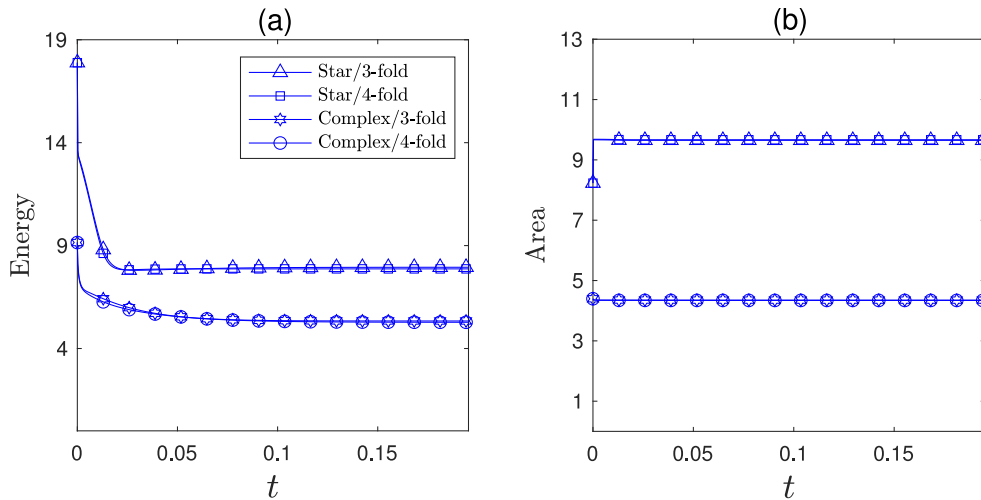 (a)
19
14
9
4
Energy
0
0.05
0.1
0.15
t
Star/3-fold
Star/4-fold
Complex/3-fold
Complex/4-fold
(b)
13
11
9
7
5
3
1
Area
0
0.05
0.1
0.15
t